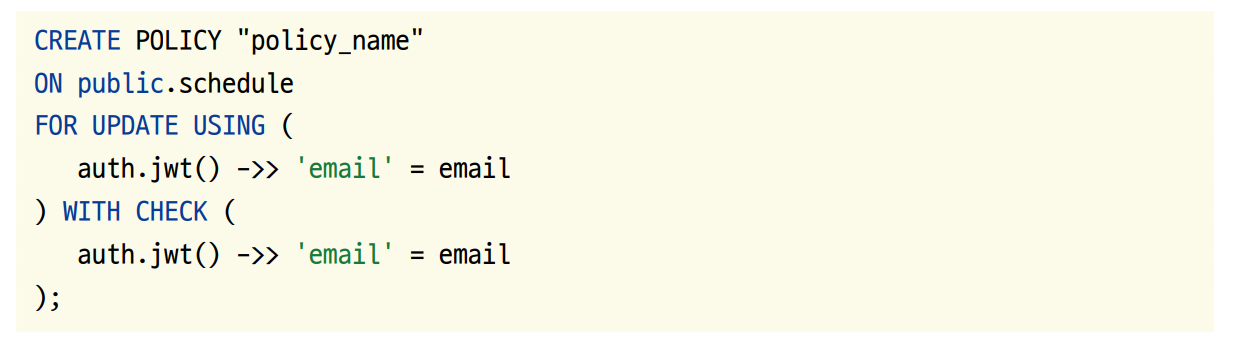 CREATE POLICY "policy_name"
ON public.schedule
FOR UPDATE USING (
   auth.jwt() ->> 'email' = email
) WITH CHECK (
   auth.jwt() ->> 'email' = email
);